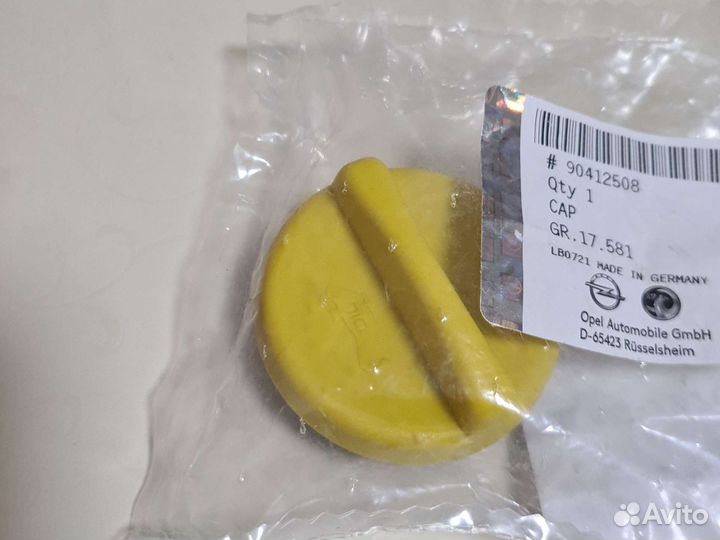 # 90412508
Qty 1
CAP
GR.17.581
LB0721 MADE IN GERMANY
Opel Automobile GmbH
D-65423 Rüsselsheim
Avito